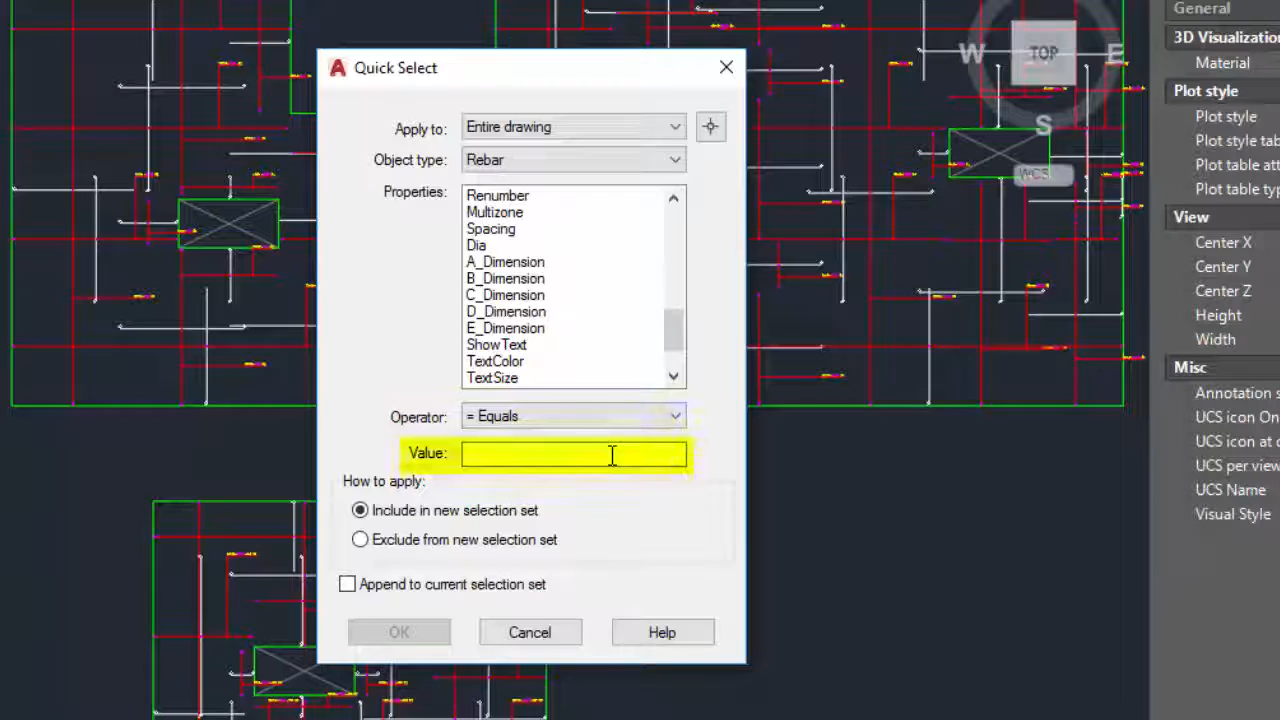 Quick Select
Apply to:
Entire drawing
Object type:
Rebar
Properties:
Renumber
Multizone
Spacing
Dia
A_Dimension
B_Dimension
C_Dimension
D_Dimension
E_Dimension
ShowText
TextColor
TextSize
Operator:
= Equals
Value:
How to apply:
Include in new selection set
Exclude from new selection set
Append to current selection set
OK
Cancel
Help
W
TOP
E
S
WCS
General
3D Visualizatio
Material
Plot style
Plot style
Plot style tab
Plot table att
Plot table typ
View
Center X
Center Y
Center Z
Height
Width
Misc
Annotation s
UCS icon On
UCS icon at o
UCS per view
UCS Name
Visual Style